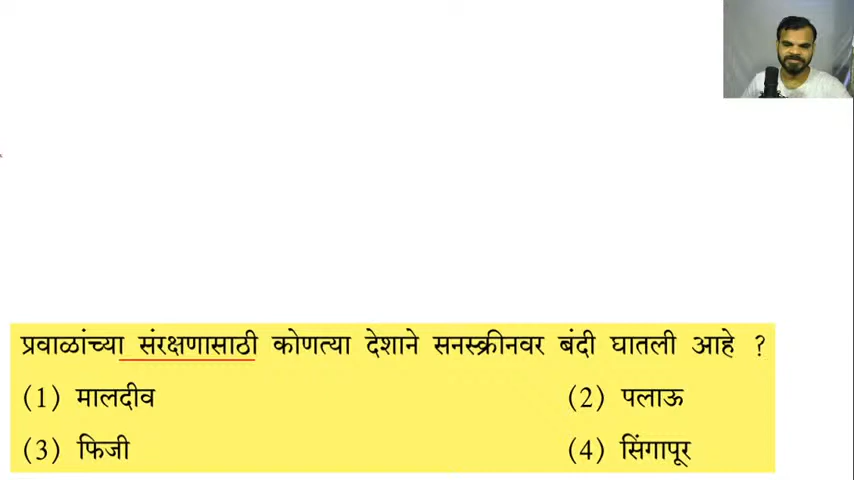 प्रवाळांच्या संरक्षणासाठी कोणत्या देशाने सनस्क्रीनवर बंदी घातली आहे ?
(1) मालदीव (2) पलाऊ
(3) फिजी (4) सिंगापूर